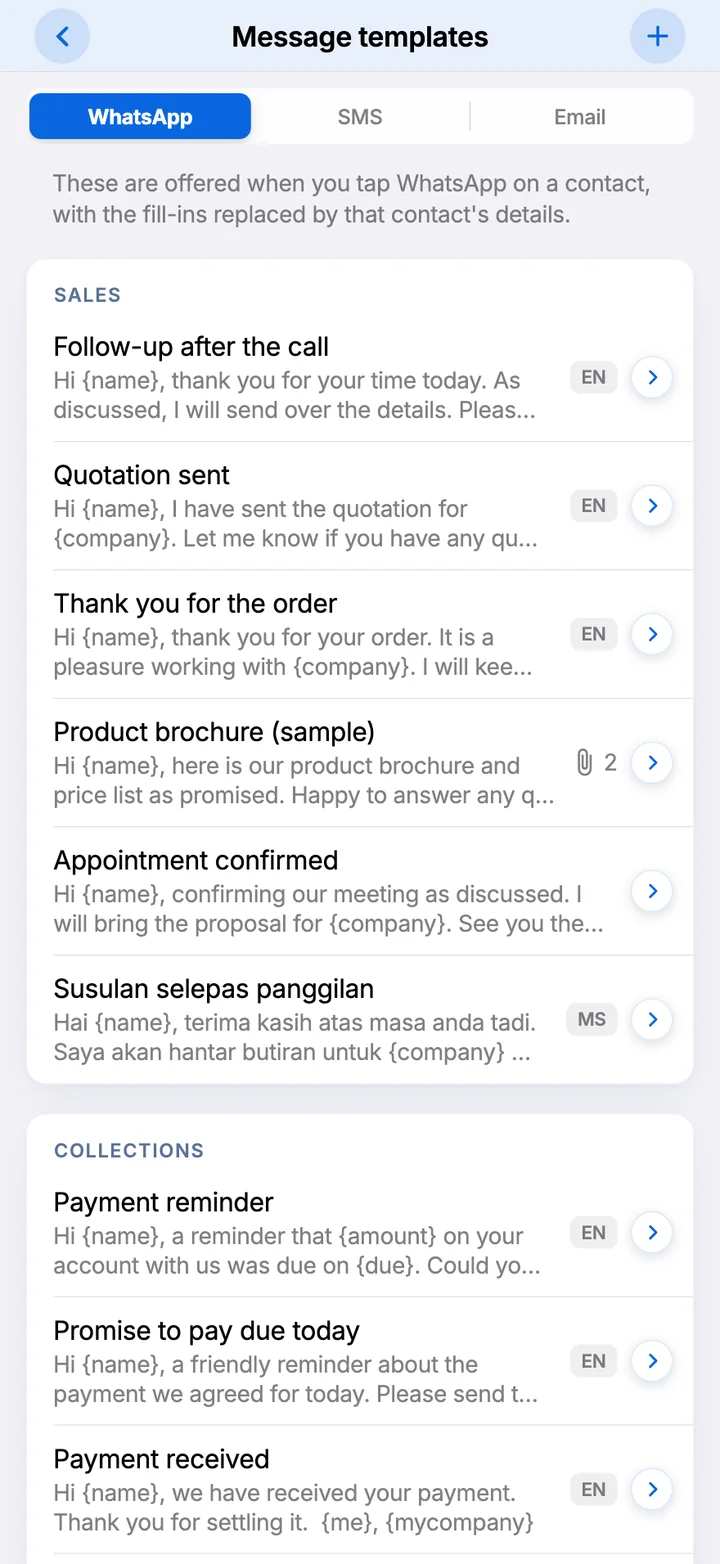 Message templates
WhatsApp
SMS
Email
These are offered when you tap WhatsApp on a contact,
with the fill-ins replaced by that contact's details.
SALES
Follow-up after the call
Hi {name}, thank you for your time today. As
discussed, I will send over the details. Pleas...
EN
Quotation sent
Hi {name}, I have sent the quotation for
{company}. Let me know if you have any qu...
EN
Thank you for the order
Hi {name}, thank you for your order. It is a
pleasure working with {company}. I will kee...
EN
Product brochure (sample)
Hi {name}, here is our product brochure and
price list as promised. Happy to answer any q...
2
Appointment confirmed
Hi {name}, confirming our meeting as discussed. I
will bring the proposal for {company}. See you the...
Susulan selepas panggilan
Hai {name}, terima kasih atas masa anda tadi.
Saya akan hantar butiran untuk {company} ...
MS
COLLECTIONS
Payment reminder
Hi {name}, a reminder that {amount} on your
account with us was due on {due}. Could yo...
EN
Promise to pay due today
Hi {name}, a friendly reminder about the
payment we agreed for today. Please send t...
EN
Payment received
Hi {name}, we have received your payment.
Thank you for settling it.  {me}, {mycompany}
EN